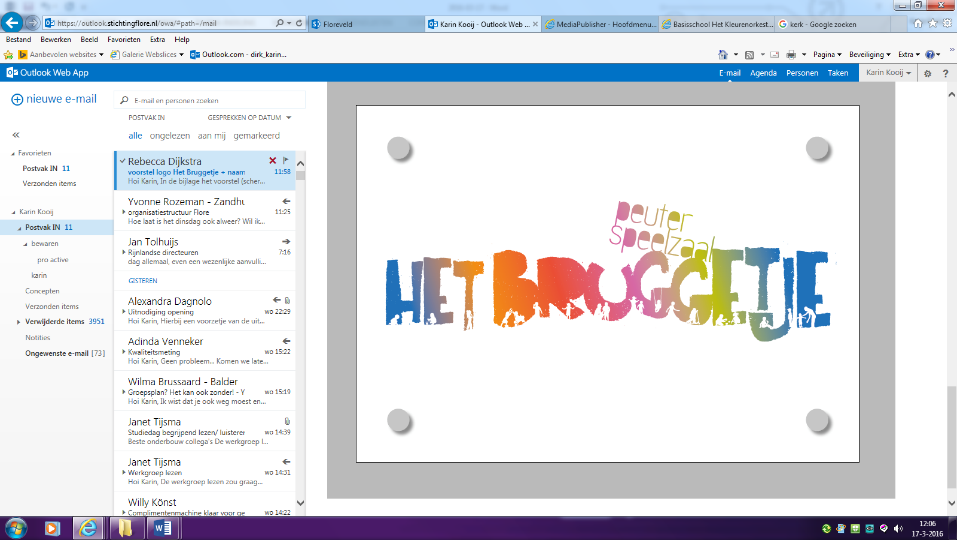 https://outlook.stichtingflore.nl/owa/#path=/mail
Floreveld
Karin Kooij - Outlook Web ...
MediaPublisher - Hoofdmenu...
Basisschool Het Kleurenorkest...
kerk - Google zoeken
Bestand Bewerken Beeld Favorieten Extra Help
Aanbevolen websites
Galerie Webslices
Outlook.com - dirk_karin...
Pagina Beveiliging Extra
Outlook Web App
E-mail Agenda Personen Taken Karin Kooij
nieuwe e-mail
E-mail en personen zoeken
POSTVAK IN GESPREKKEN OP DATUM
alle ongelezen aan mij gemarkeerd
Favorieten
Postvak IN 11
Verzonden items
Karin Kooij
Postvak IN 11
bewaren
pro active
karin
Concepten
Verzonden items
Verwijderde items 3951
Notities
Ongewenste e-mail [73]
Rebecca Dijkstra
voorstel logo Het Bruggetje + naam 11:58
Hoi Karin, In de bijlage het voorstel (scher...
Yvonne Rozeman - Zandhu
organisatiestructuur Flore 11:25
Hoe laat is het dinsdag ook alweer? Wil ik...
Jan Tolhuijs
Rijnlandse directeuren 7:16
dag allemaal, even een wezenlijke aanvulli...
GISTEREN
Alexandra Dagnolo
Uitnodiging opening wo 22:29
Hoi Karin, Hierbij een voorzetje van de uit...
Adinda Venneker
Kwaliteitsmeting wo 15:22
Hoi Karin, Geen probleem... Komen we late...
Wilma Brussaard - Balder
Groepsplan? Het kan ook zonder! - Y wo 15:19
Hoi Karin, Ik wist dat je ook weg moest en...
Janet Tijsma
Studiedag begrijpend lezen/ luisteren wo 14:39
Beste onderbouw collega's De werkgroep l...
Janet Tijsma
Werkgroep lezen wo 14:31
Hoi Karin, De werkgroep lezen zou graag...
Willy Könst
Complimentenmachine klaar voor ge wo 14:22
peuter
speelzaal
HET BRUGGETJE
12:06
17-3-2016